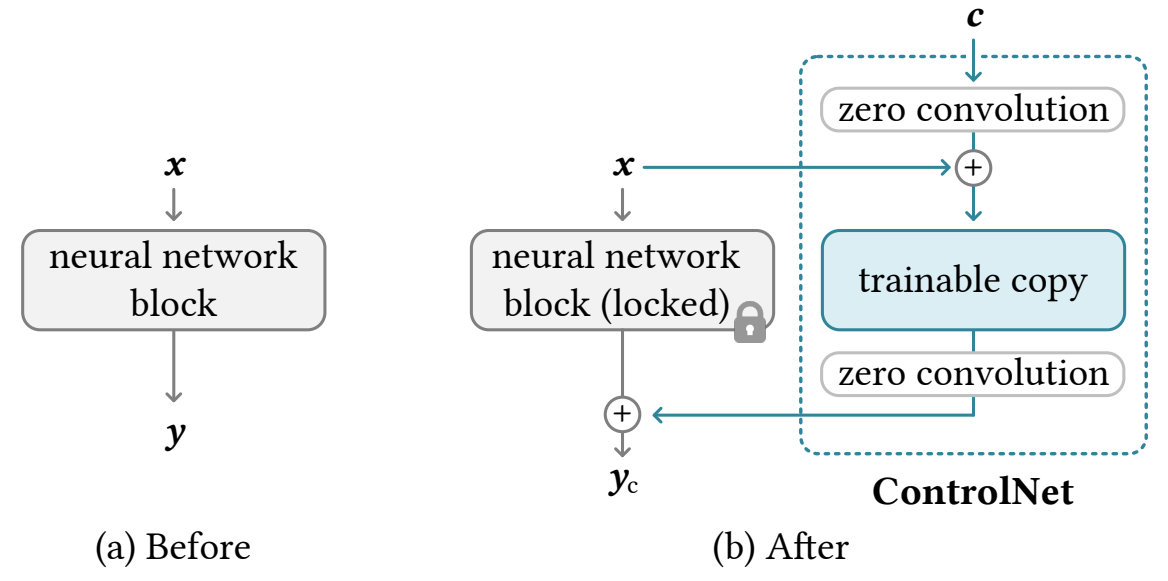 x
neural network
block
y
(a) Before
c
zero convolution
x
+
neural network
block (locked)
trainable copy
zero convolution
+
yc
ControlNet
(b) After